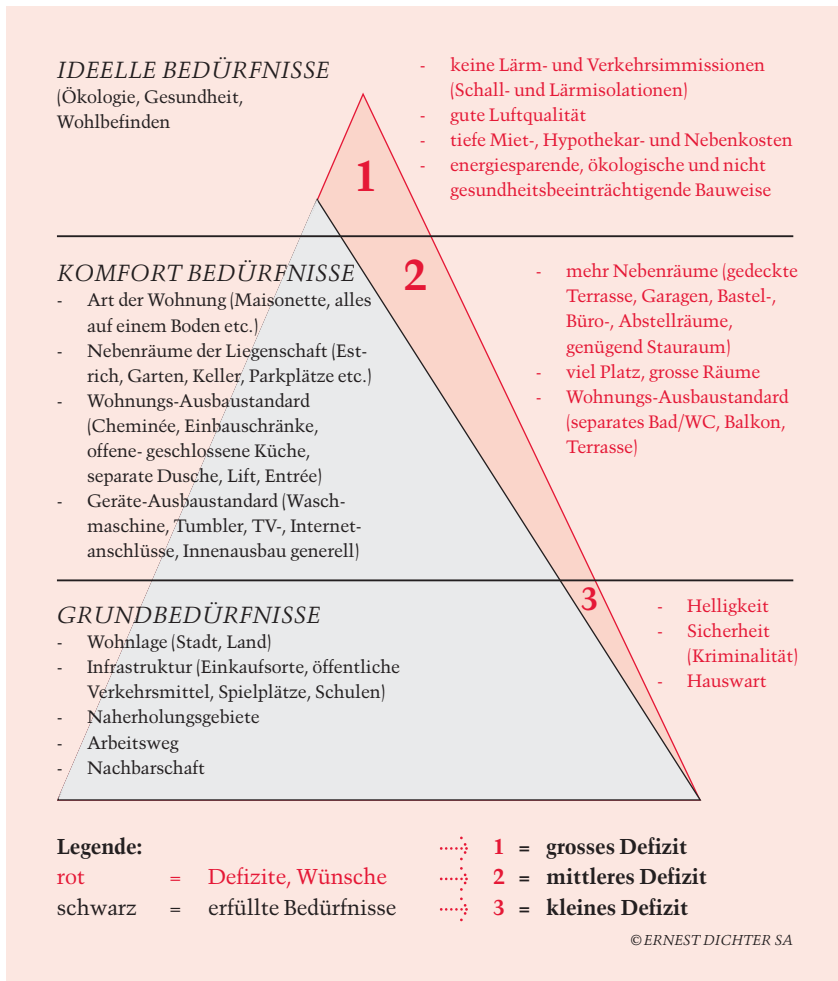 IDEELLE BEDÜRFNISSE
(Ökologie, Gesundheit,
Wohlbefinden
- keine Lärm- und Verkehrsimmissionen
(Schall- und Lärmisolationen)
- gute Luftqualität
- tiefe Miet-, Hypothekar- und Nebenkosten
- energiesparende, ökologische und nicht
gesundheitsbeeinträchtigende Bauweise
1
KOMFORT BEDÜRFNISSE
- Art der Wohnung (Maisonette, alles
auf einem Boden etc.)
- Nebenräume der Liegenschaft (Est-
rich, Garten, Keller, Parkplätze etc.)
- Wohnungs-Ausbaustandard
(Cheminée, Einbauschränke,
offene- geschlossene Küche,
separate Dusche, Lift, Entrée)
- Geräte-Ausbaustandard (Wasch-
maschine, Tumbler, TV-, Internet-
anschlüsse, Innenausbau generell)
2
- mehr Nebenräume (gedeckte
Terrasse, Garagen, Bastel-,
Büro-, Abstellräume,
genügend Stauraum)
- viel Platz, grosse Räume
- Wohnungs-Ausbaustandard
(separates Bad/WC, Balkon,
Terrasse)
GRUNDBEDÜRFNISSE
- Wohnlage (Stadt, Land)
- Infrastruktur (Einkaufsorte, öffentliche
Verkehrsmittel, Spielplätze, Schulen)
- Naherholungsgebiete
- Arbeitsweg
- Nachbarschaft
3
- Helligkeit
- Sicherheit
(Kriminalität)
- Hauswart
Legende:
rot = Defizite, Wünsche
schwarz = erfüllte Bedürfnisse
1 = grosses Defizit
2 = mittleres Defizit
3 = kleines Defizit
© ERNEST DICHTER SA